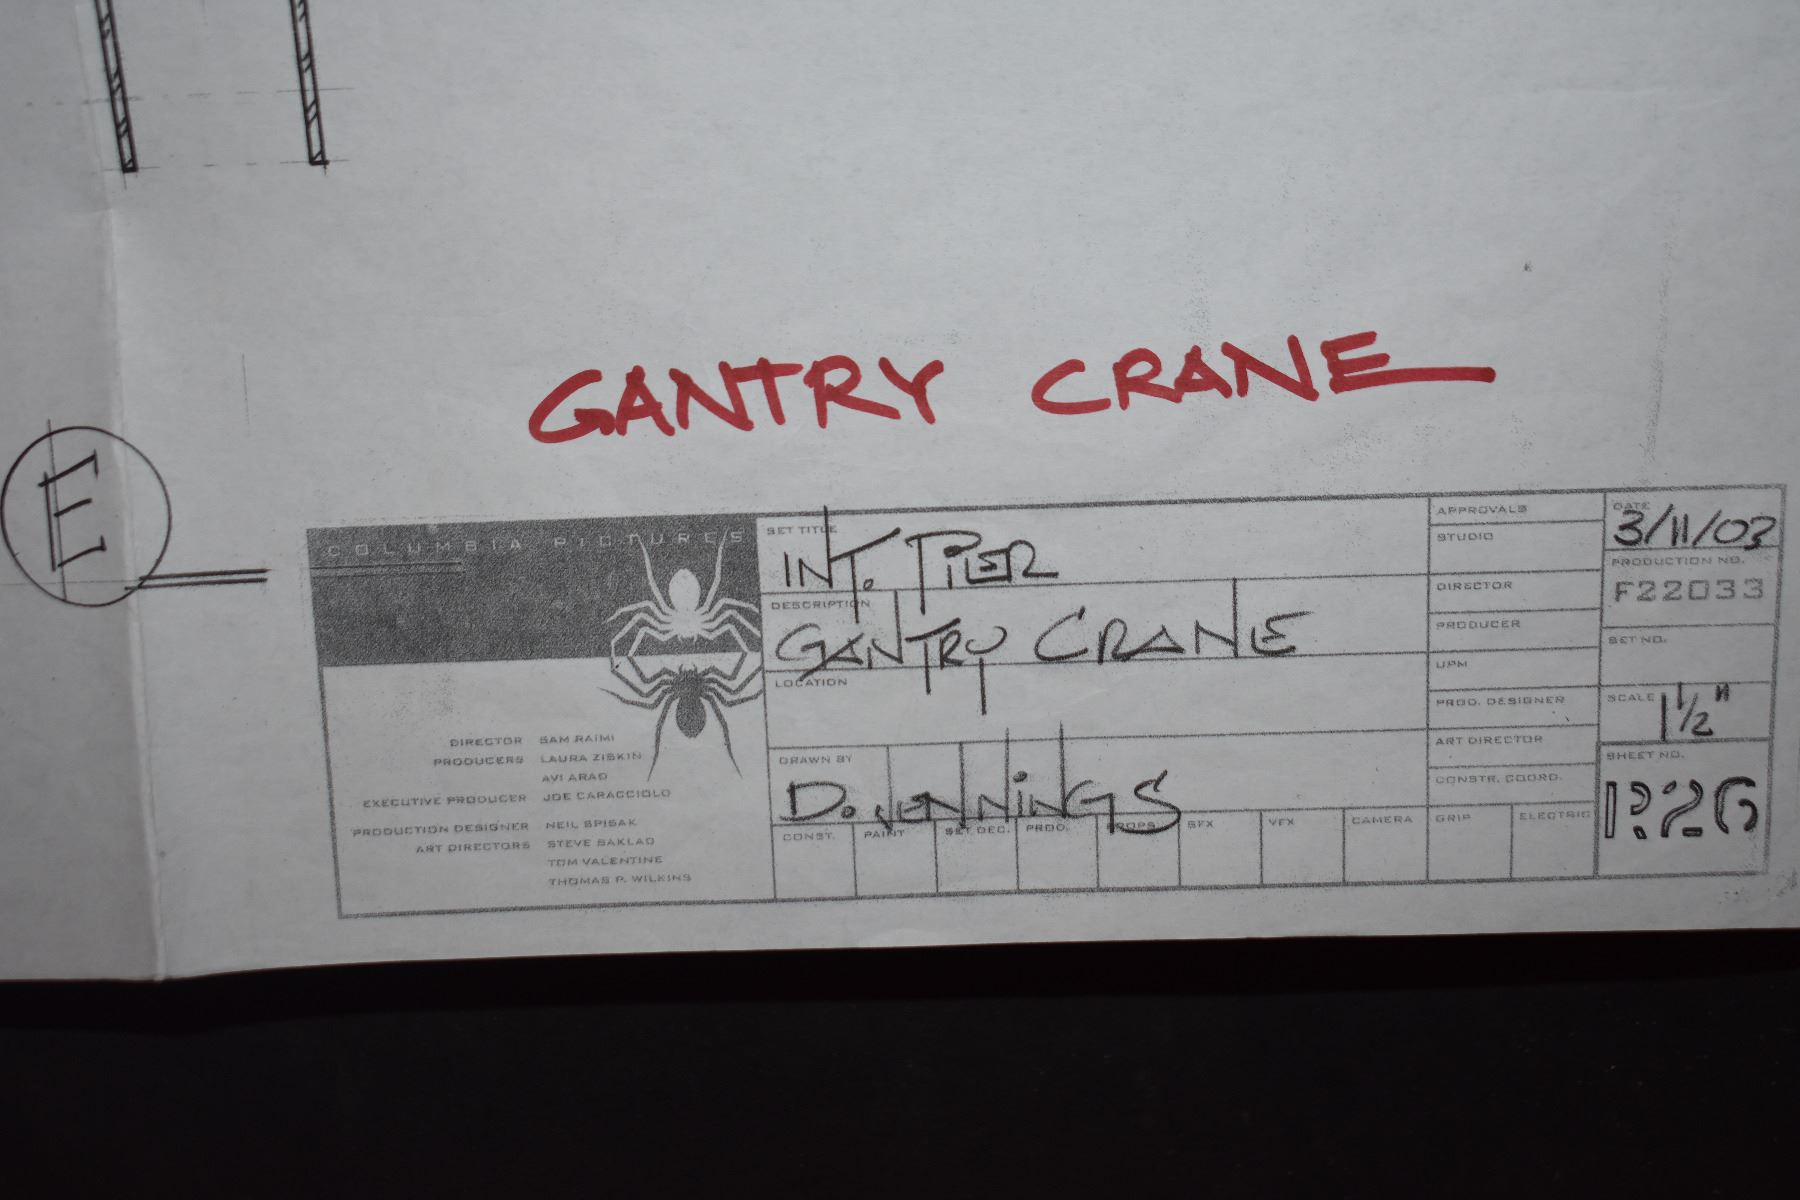 GANTRY CRANE
E
COLUMBIA PICTURES
DIRECTOR SAM RAIMI
PRODUCERS LAURA ZISKIN
AVI ARAD
EXECUTIVE PRODUCER JOE CARACCIOLO
PRODUCTION DESIGNER NEIL SPISAK
ART DIRECTORS STEVE SAKLAD
TOM VALENTINE
THOMAS P. WILKINS
SET TITLE
INT. PIER
DESCRIPTION
GANTRY CRANE
LOCATION
DRAWN BY
D. JENNINGS
CONST. PAINT SET DEC. PROD. PROPS SFX VFX CAMERA GRIP ELECTRIC
APPROVALS
STUDIO
DIRECTOR
PRODUCER
UPM
PROD. DESIGNER
ART DIRECTOR
CONSTR. COORD.
DATE
3/11/03
PRODUCTION NO.
F22033
SET NO.
SCALE
1 1/2"
SHEET NO.